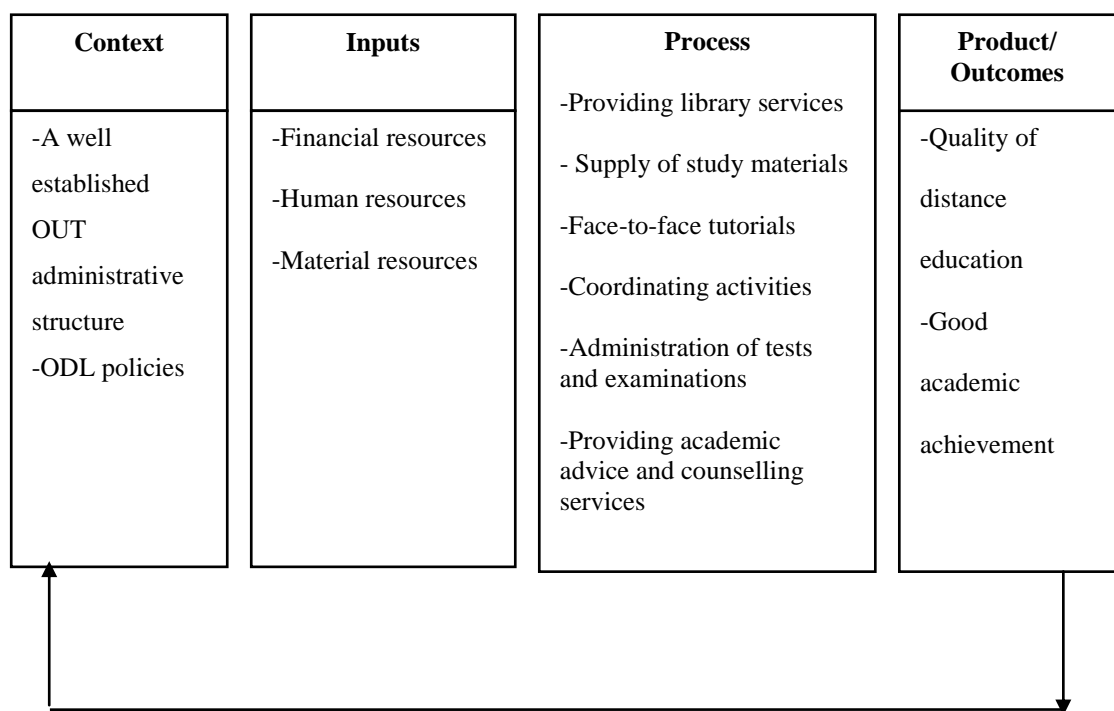 Context
-A well
established
OUT
administrative
structure
-ODL policies
Inputs
-Financial resources
-Human resources
-Material resources
Process
-Providing library services
- Supply of study materials
-Face-to-face tutorials
-Coordinating activities
-Administration of tests
and examinations
-Providing academic
advice and counselling
services
Product/
Outcomes
-Quality of
distance
education
-Good
academic
achievement